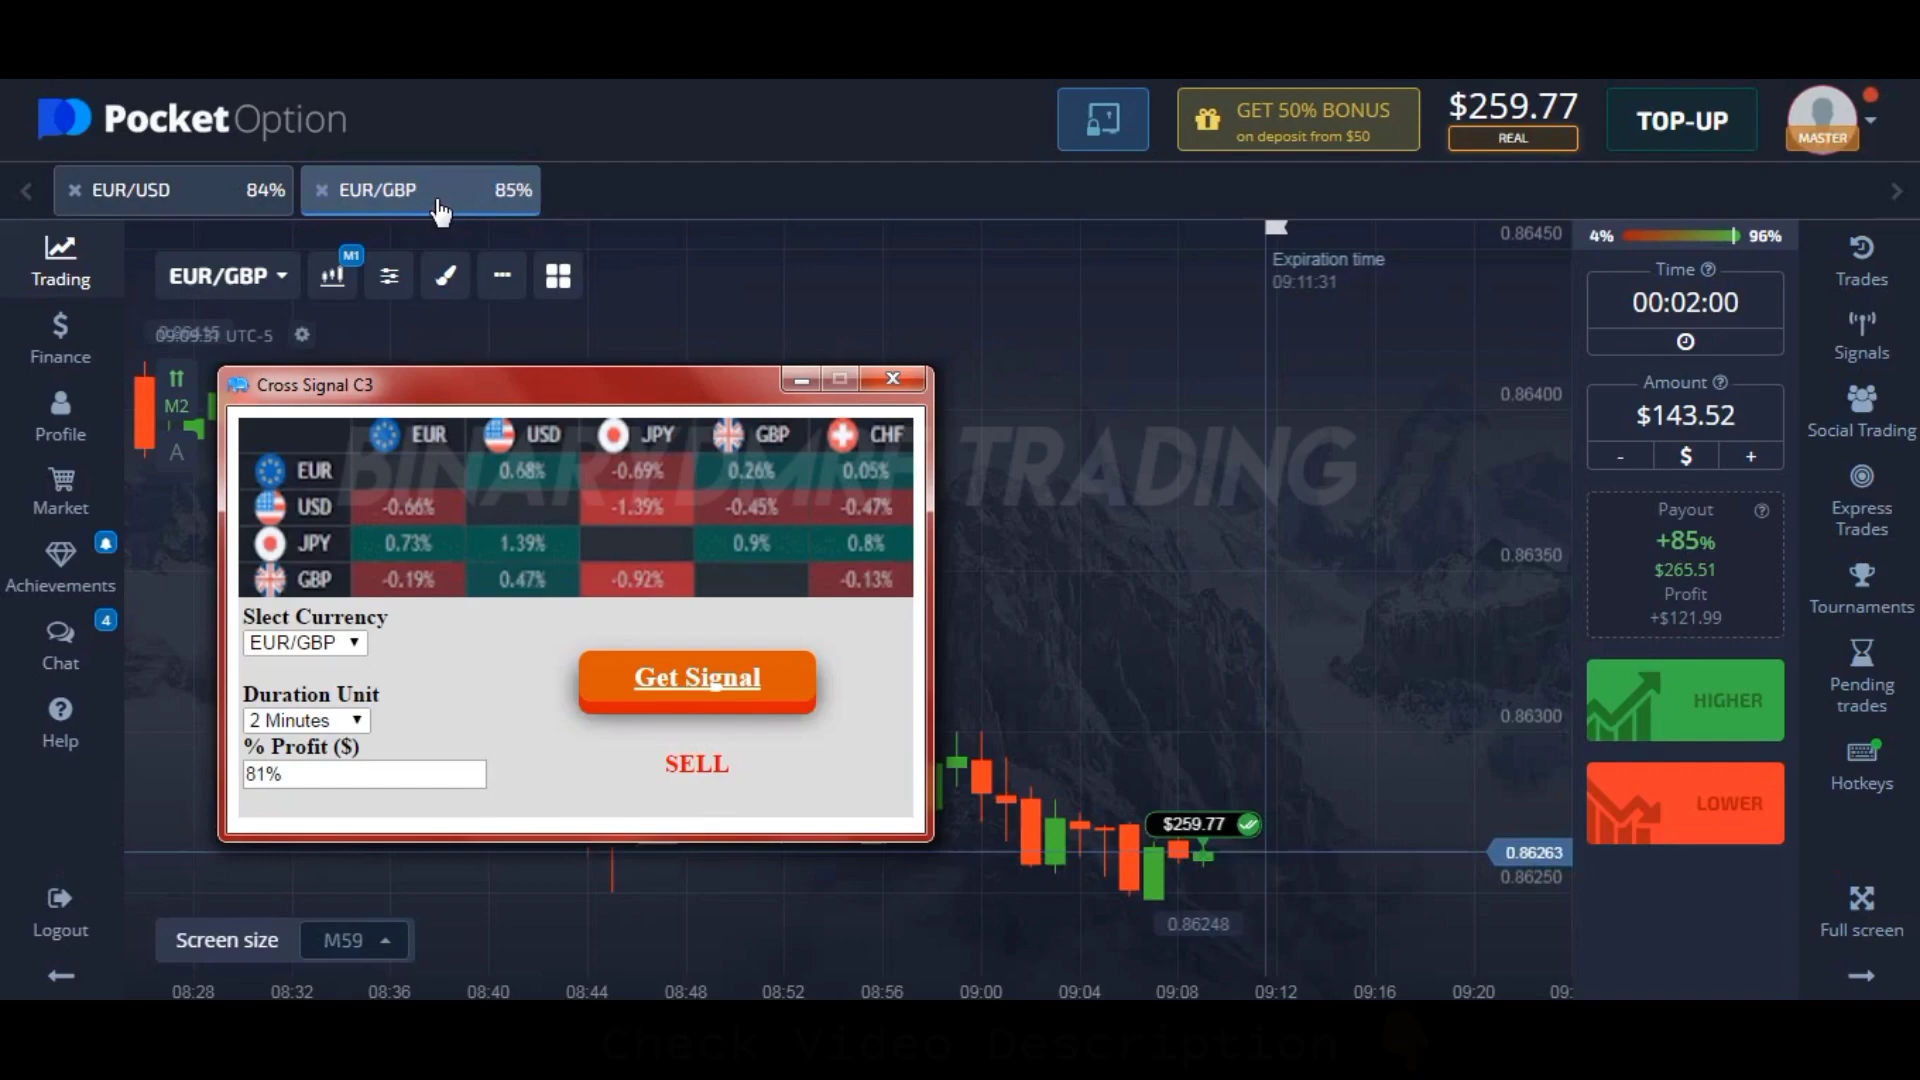 PocketOption
GET 50% BONUS
on deposit from $50
$259.77
REAL
TOP-UP
MASTER
EUR/USD 84%
EUR/GBP 85%
Trading
Finance
Profile
Market
Achievements
Chat
4
Help
Logout
EUR/GBP
M1
UTC-5
M2
A
Expiration time
09:11:31
0.86450
0.86400
0.86350
0.86300
0.86263
0.86250
0.86248
$259.77
Cross Signal C3
BINARY TRADING
EUR USD JPY GBP CHF
EUR 0.68% -0.69% 0.26% 0.05%
USD -0.66% -1.39% -0.45% -0.47%
JPY 0.73% 1.39% 0.9% 0.8%
GBP -0.19% 0.47% -0.92% -0.13%
Slect Currency
EUR/GBP
Duration Unit
2 Minutes
% Profit ($)
81%
Get Signal
SELL
Screen size M59
08:28 08:32 08:36 08:40 08:44 08:48 08:52 08:56 09:00 09:04 09:08 09:12 09:16 09:20 09:
4% 96%
Time
00:02:00
Amount
$143.52
- $ +
Payout
+85%
$265.51
Profit
+$121.99
HIGHER
LOWER
Trades
Signals
Social Trading
Express
Trades
Tournaments
Pending
trades
Hotkeys
Full screen
Check Video Description